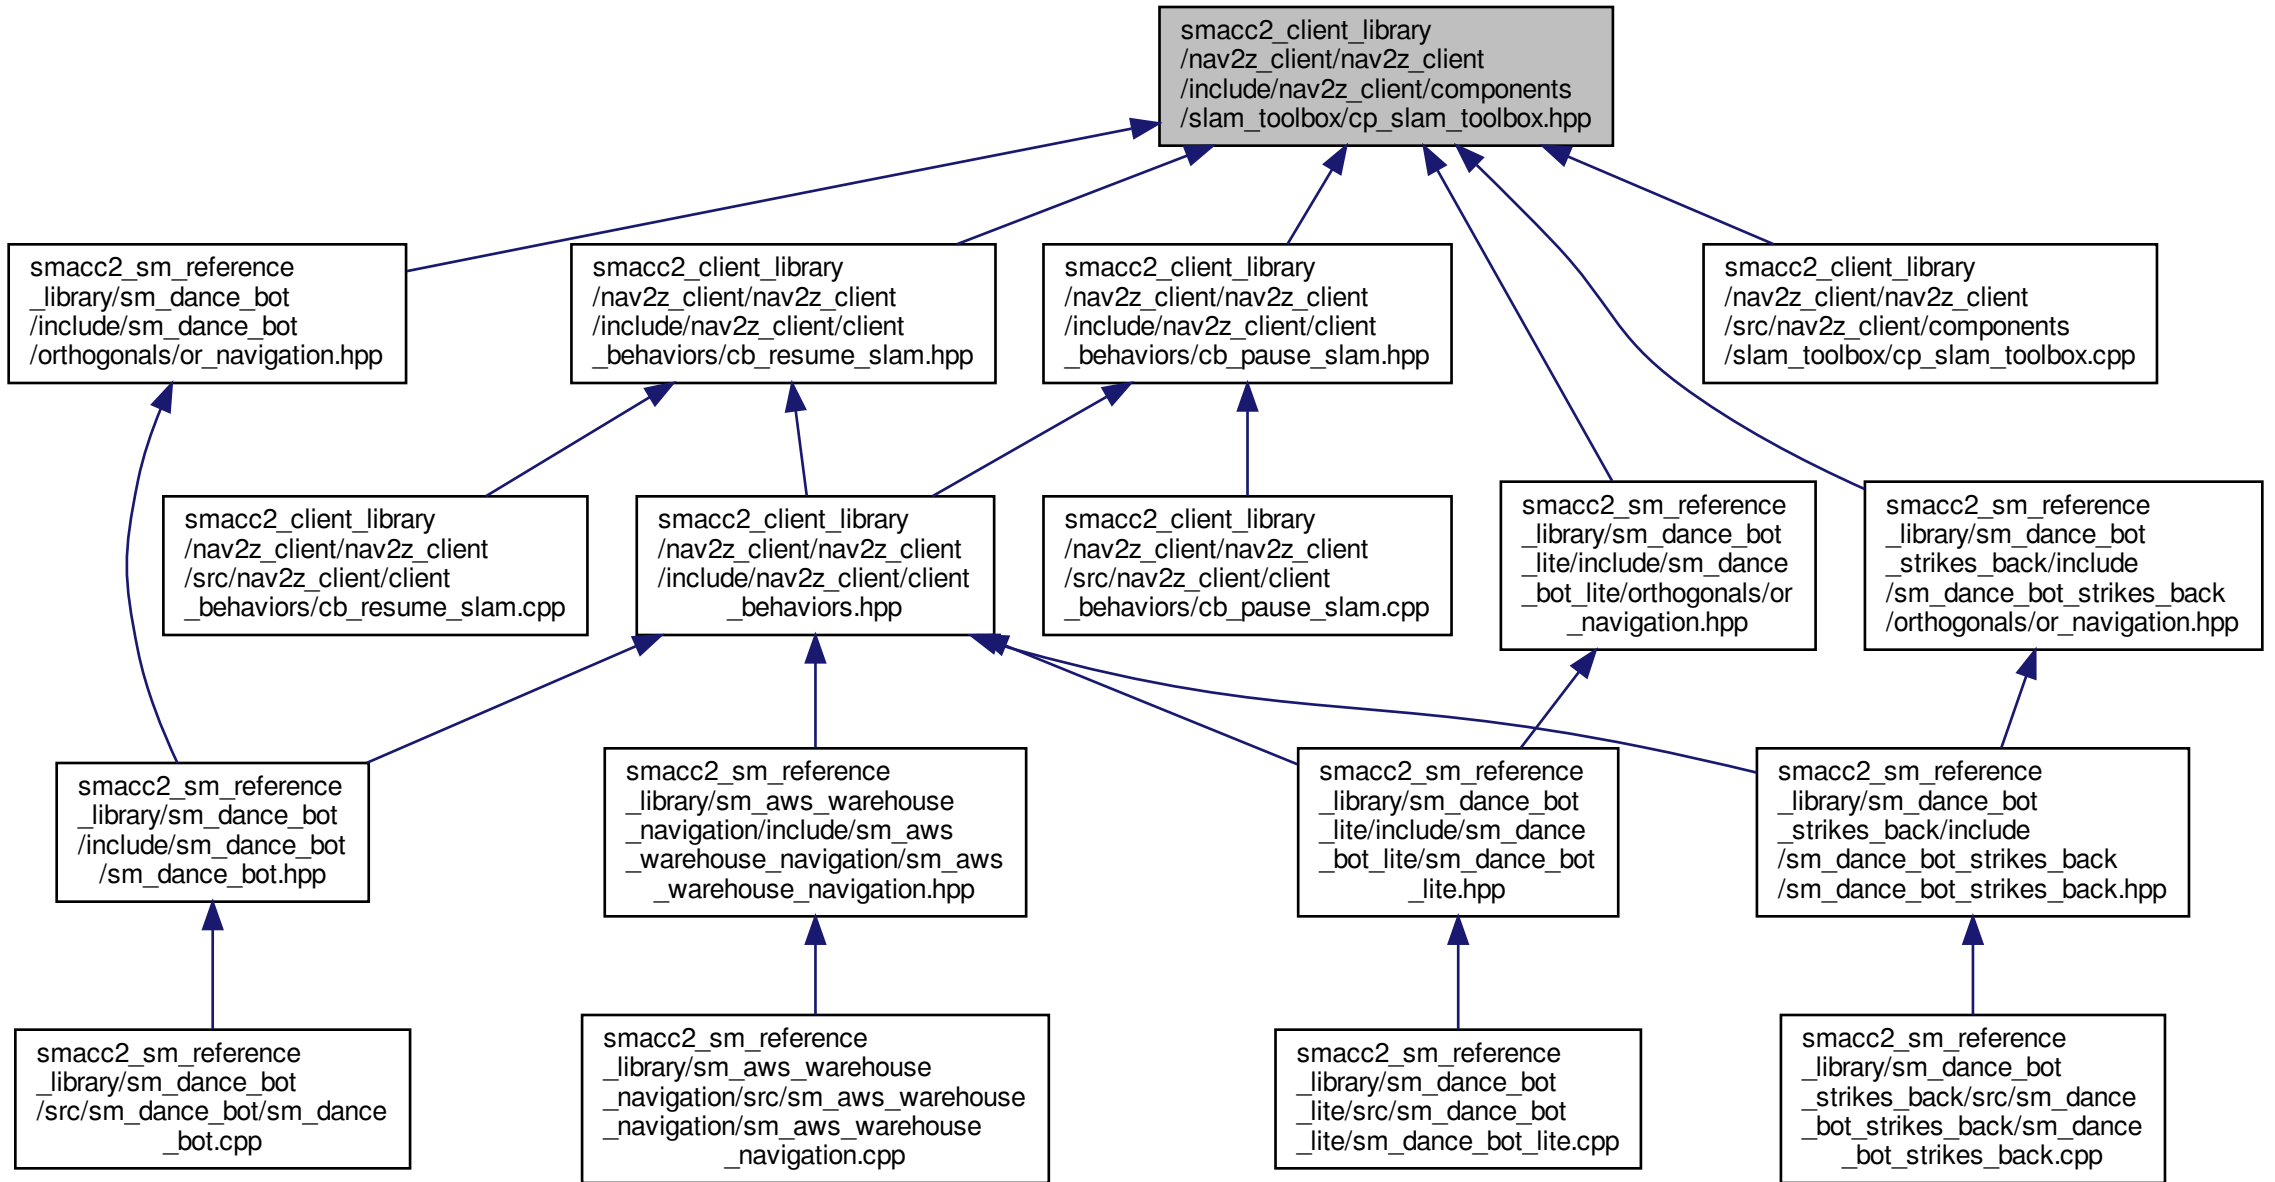 smacc2_client_library
/nav2z_client/nav2z_client
/include/nav2z_client/components
/slam_toolbox/cp_slam_toolbox.hpp
smacc2_sm_reference
_library/sm_dance_bot
/include/sm_dance_bot
/orthogonals/or_navigation.hpp
smacc2_client_library
/nav2z_client/nav2z_client
/include/nav2z_client/client
_behaviors/cb_resume_slam.hpp
smacc2_client_library
/nav2z_client/nav2z_client
/include/nav2z_client/client
_behaviors/cb_pause_slam.hpp
smacc2_client_library
/nav2z_client/nav2z_client
/src/nav2z_client/components
/slam_toolbox/cp_slam_toolbox.cpp
smacc2_client_library
/nav2z_client/nav2z_client
/src/nav2z_client/client
_behaviors/cb_resume_slam.cpp
smacc2_client_library
/nav2z_client/nav2z_client
/include/nav2z_client/client
_behaviors.hpp
smacc2_client_library
/nav2z_client/nav2z_client
/src/nav2z_client/client
_behaviors/cb_pause_slam.cpp
smacc2_sm_reference
_library/sm_dance_bot
_lite/include/sm_dance
_bot_lite/orthogonals/or
_navigation.hpp
smacc2_sm_reference
_library/sm_dance_bot
_strikes_back/include
/sm_dance_bot_strikes_back
/orthogonals/or_navigation.hpp
smacc2_sm_reference
_library/sm_dance_bot
/include/sm_dance_bot
/sm_dance_bot.hpp
smacc2_sm_reference
_library/sm_aws_warehouse
_navigation/include/sm_aws
_warehouse_navigation/sm_aws
_warehouse_navigation.hpp
smacc2_sm_reference
_library/sm_dance_bot
_lite/include/sm_dance
_bot_lite/sm_dance_bot
_lite.hpp
smacc2_sm_reference
_library/sm_dance_bot
_strikes_back/include
/sm_dance_bot_strikes_back
/sm_dance_bot_strikes_back.hpp
smacc2_sm_reference
_library/sm_dance_bot
/src/sm_dance_bot/sm_dance
_bot.cpp
smacc2_sm_reference
_library/sm_aws_warehouse
_navigation/src/sm_aws_warehouse
_navigation/sm_aws_warehouse
_navigation.cpp
smacc2_sm_reference
_library/sm_dance_bot
_lite/src/sm_dance_bot
_lite/sm_dance_bot_lite.cpp
smacc2_sm_reference
_library/sm_dance_bot
_strikes_back/src/sm_dance
_bot_strikes_back/sm_dance
_bot_strikes_back.cpp